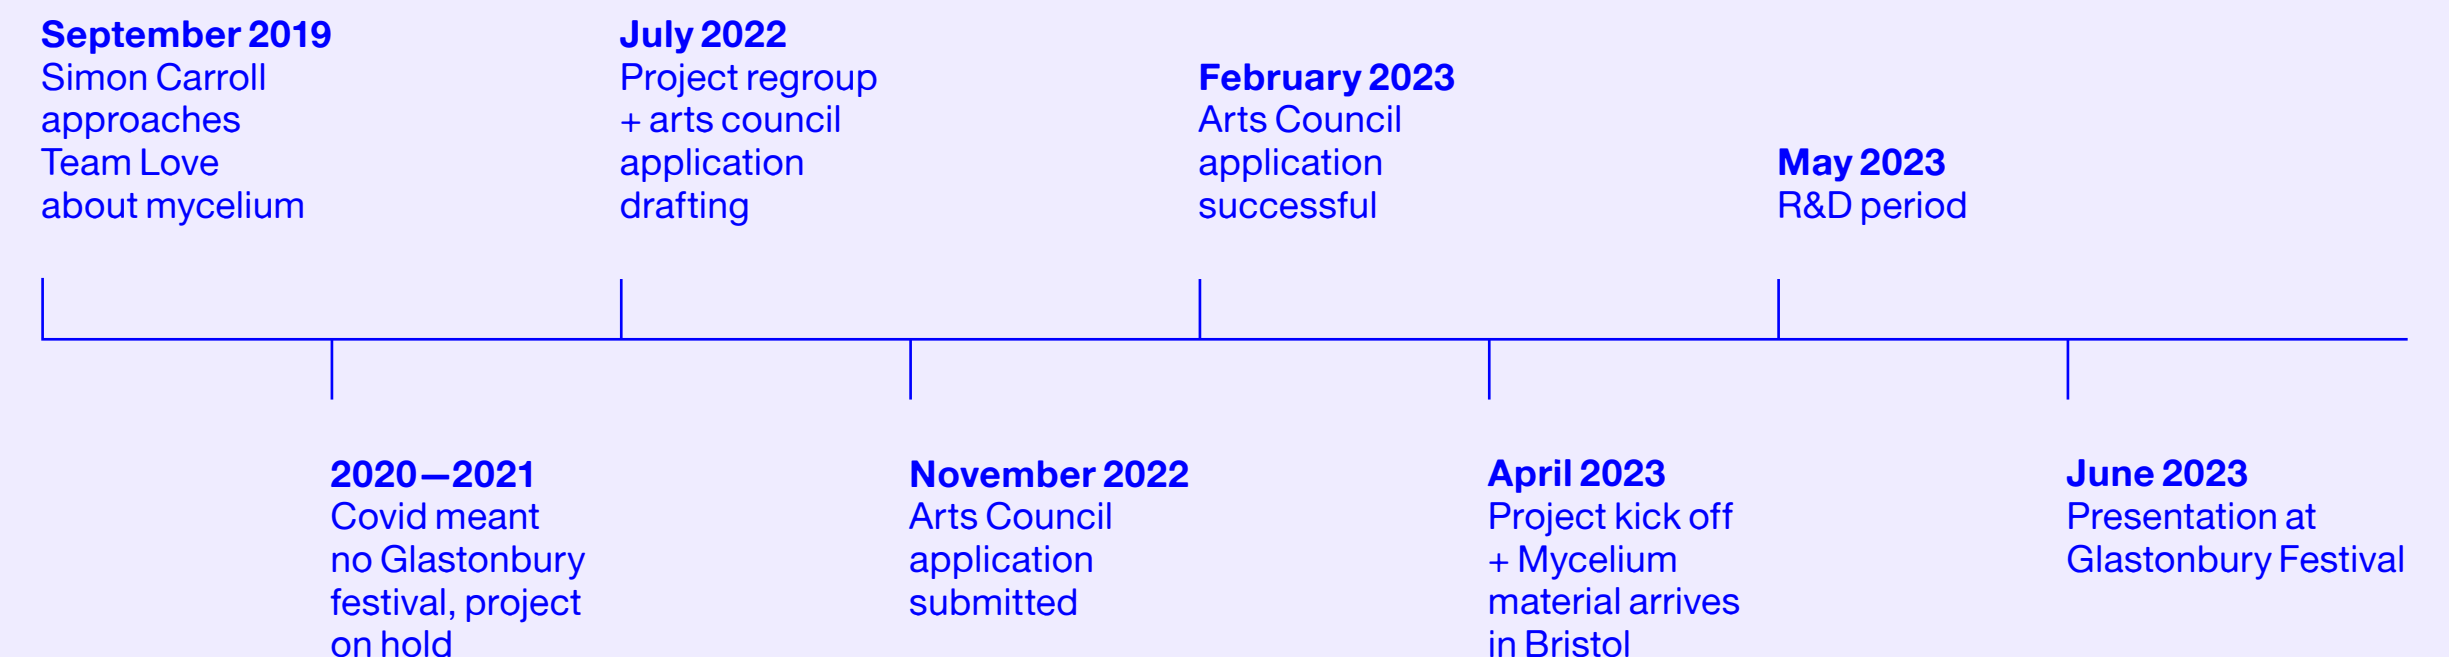 September 2019
Simon Carroll
approaches
Team Love
about mycelium
2020—2021
Covid meant
no Glastonbury
festival, project
on hold
July 2022
Project regroup
+ arts council
application
drafting
November 2022
Arts Council
application
submitted
February 2023
Arts Council
application
successful
April 2023
Project kick off
+ Mycelium
material arrives
in Bristol
May 2023
R&D period
June 2023
Presentation at
Glastonbury Festival